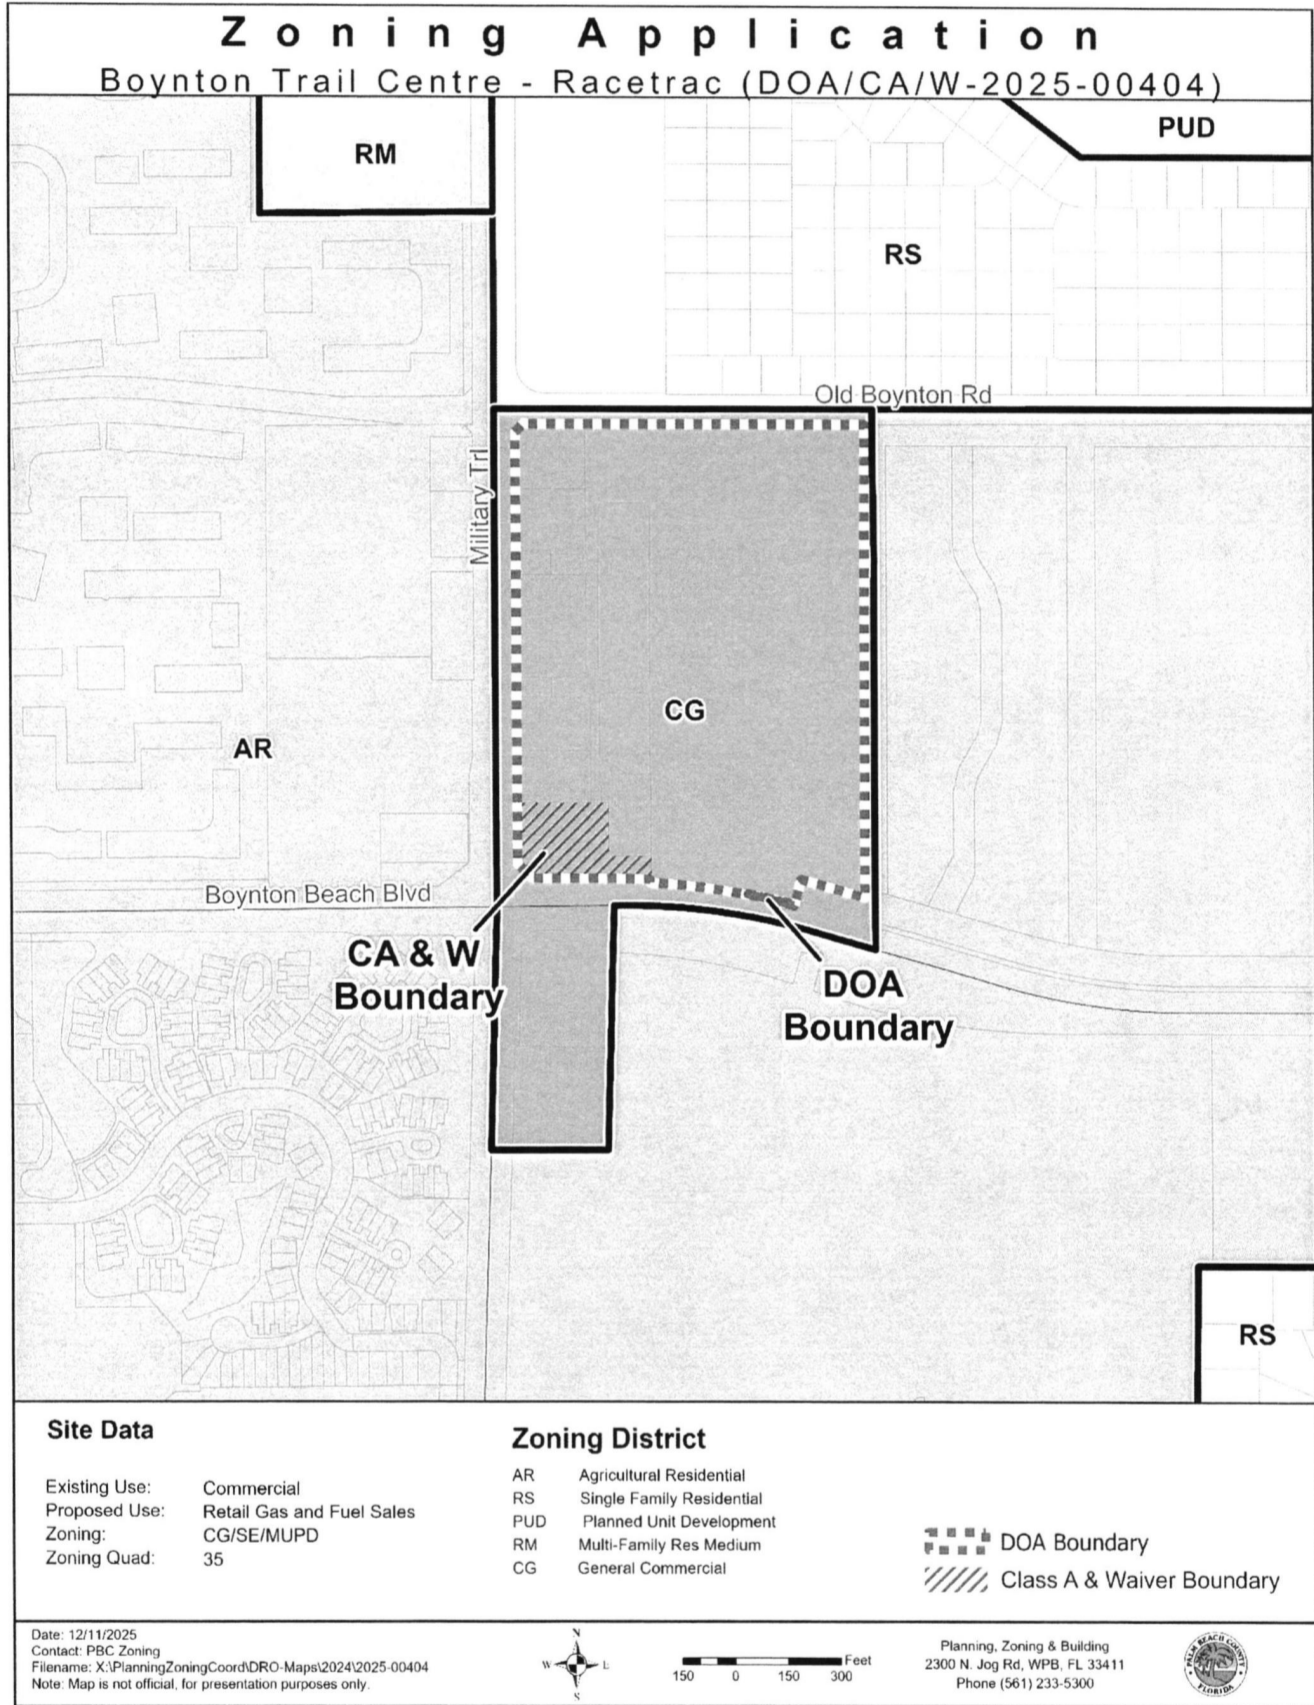 Zoning Application
Boynton Trail Centre - Racetrac (DOA/CA/W-2025-00404)
RM
PUD
RS
Old Boynton Rd
Military Trl
CG
AR
Boynton Beach Blvd
CA & W
Boundary
DOA
Boundary
RS
Site Data
Existing Use: Commercial
Proposed Use: Retail Gas and Fuel Sales
Zoning: CG/SE/MUPD
Zoning Quad: 35
Zoning District
AR Agricultural Residential
RS Single Family Residential
PUD Planned Unit Development
RM Multi-Family Res Medium
CG General Commercial
DOA Boundary
Class A & Waiver Boundary
Date: 12/11/2025
Contact: PBC Zoning
Filename: X:\PlanningZoningCoord\DRO-Maps\2024\2025-00404
Note: Map is not official, for presentation purposes only.
N
W E
S
Feet
150 0 150 300
Planning, Zoning & Building
2300 N. Jog Rd, WPB, FL 33411
Phone (561) 233-5300
PALM BEACH COUNTY
FLORIDA